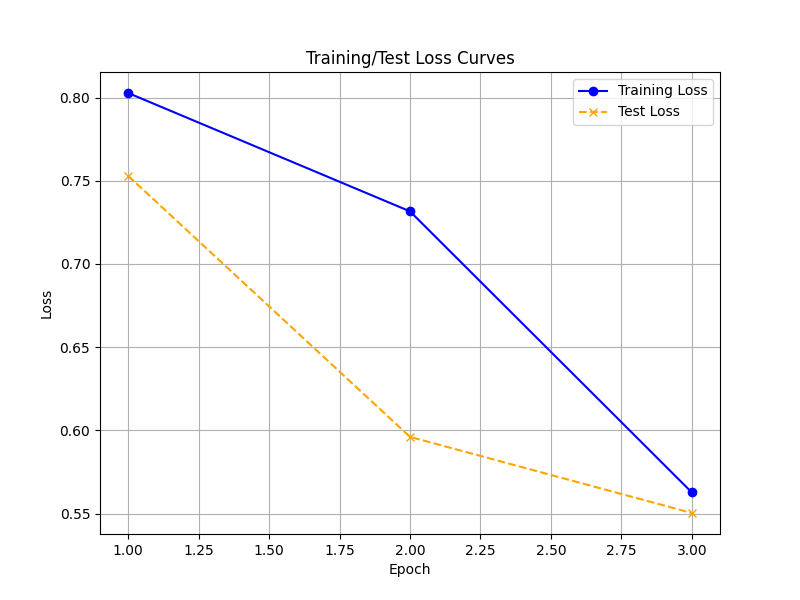 Training/Test Loss Curves
Training Loss
Test Loss
0.80
0.75
0.70
0.65
0.60
0.55
Loss
1.00 1.25 1.50 1.75 2.00 2.25 2.50 2.75 3.00
Epoch